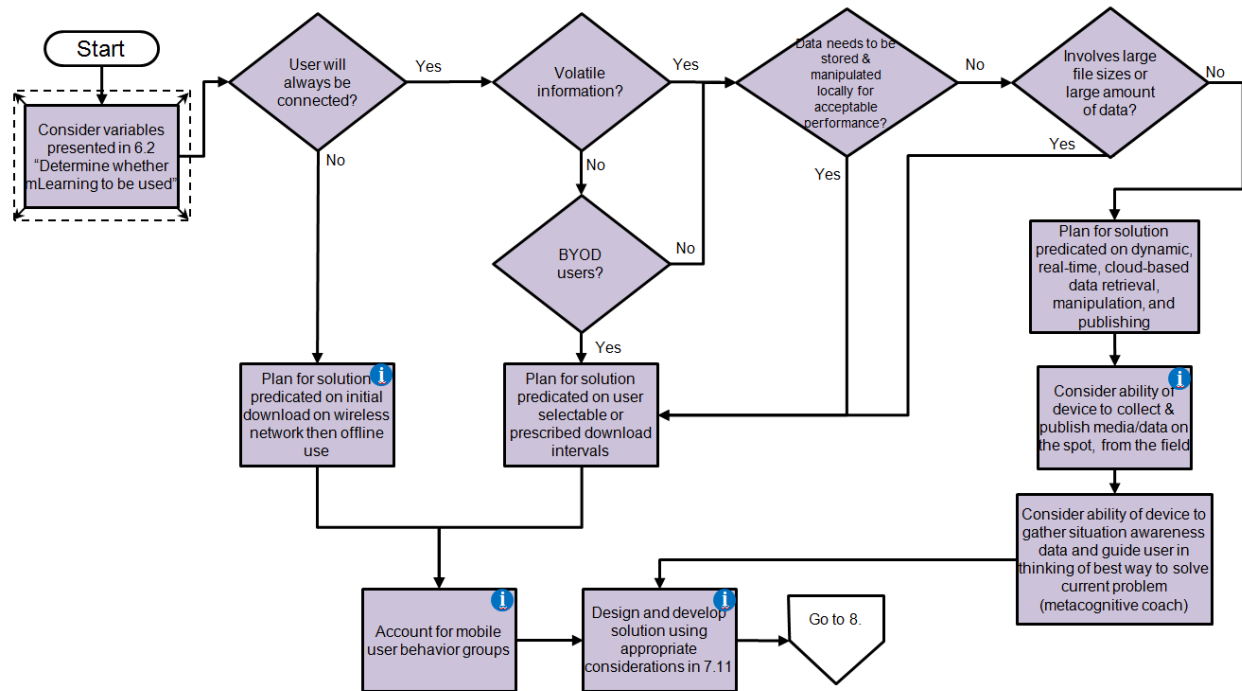 Start
Consider variables
presented in 6.2
“Determine whether
mLearning to be used”
User will
always be
connected?
Yes
No
Volatile
information?
Yes
No
BYOD
users?
No
Yes
Data needs to be
stored &
manipulated
locally for
acceptable
performance?
No
Yes
Involves large
file sizes or
large amount
of data?
No
Yes
Plan for solution
predicated on initial
download on wireless
network then offline
use
i
Plan for solution
predicated on user
selectable or
prescribed download
intervals
Plan for solution
predicated on dynamic,
real-time, cloud-based
data retrieval,
manipulation, and
publishing
Consider ability of
device to collect &
publish media/data on
the spot, from the field
i
Consider ability of device to
gather situation awareness
data and guide user in
thinking of best way to solve
current problem
(metacognitive coach)
Account for mobile
user behavior groups
i
Design and develop
solution using
appropriate
considerations in 7.11
i
Go to 8.